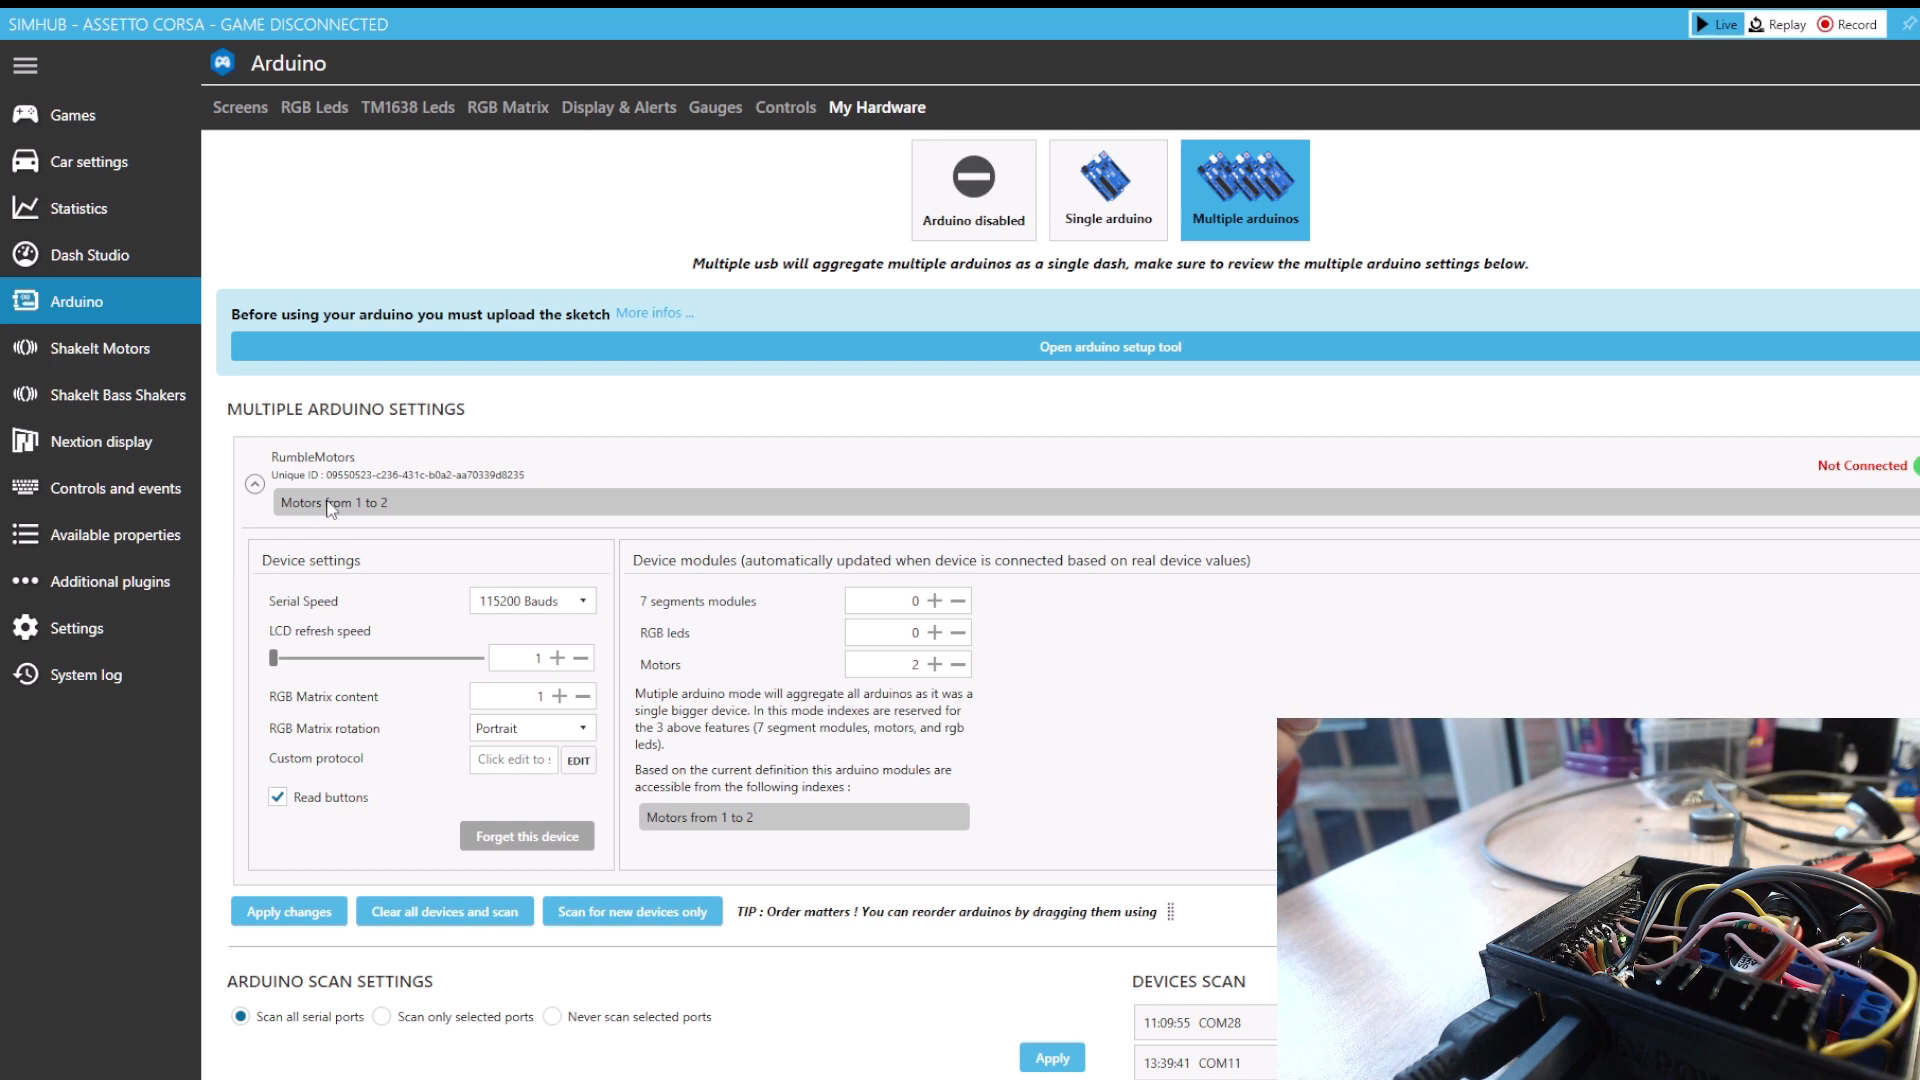 SIMHUB - ASSETTO CORSA - GAME DISCONNECTED
Live Replay Record
Arduino
Screens RGB Leds TM1638 Leds RGB Matrix Display & Alerts Gauges Controls My Hardware
Games
Car settings
Statistics
Dash Studio
Arduino
ShakeIt Motors
ShakeIt Bass Shakers
Nextion display
Controls and events
Available properties
Additional plugins
Settings
System log
Arduino disabled
Single arduino
Multiple arduinos
Multiple usb will aggregate multiple arduinos as a single dash, make sure to review the multiple arduino settings below.
Before using your arduino you must upload the sketch More infos ...
Open arduino setup tool
MULTIPLE ARDUINO SETTINGS
RumbleMotors
Unique ID : 09550523-c236-431c-b0a2-aa70339d8235
Not Connected
Motors from 1 to 2
Device settings
Serial Speed 115200 Bauds
LCD refresh speed
1
RGB Matrix content 1
RGB Matrix rotation Portrait
Custom protocol Click edit to : EDIT
Read buttons
Forget this device
Device modules (automatically updated when device is connected based on real device values)
7 segments modules 0
RGB leds 0
Motors 2
Mutiple arduino mode will aggregate all arduinos as it was a
single bigger device. In this mode indexes are reserved for
the 3 above features (7 segment modules, motors, and rgb
leds).
Based on the current definition this arduino modules are
accessible from the following indexes :
Motors from 1 to 2
Apply changes
Clear all devices and scan
Scan for new devices only
TIP : Order matters ! You can reorder arduinos by dragging them using
ARDUINO SCAN SETTINGS
Scan all serial ports Scan only selected ports Never scan selected ports
Apply
DEVICES SCAN
11:09:55 COM28
13:39:41 COM11